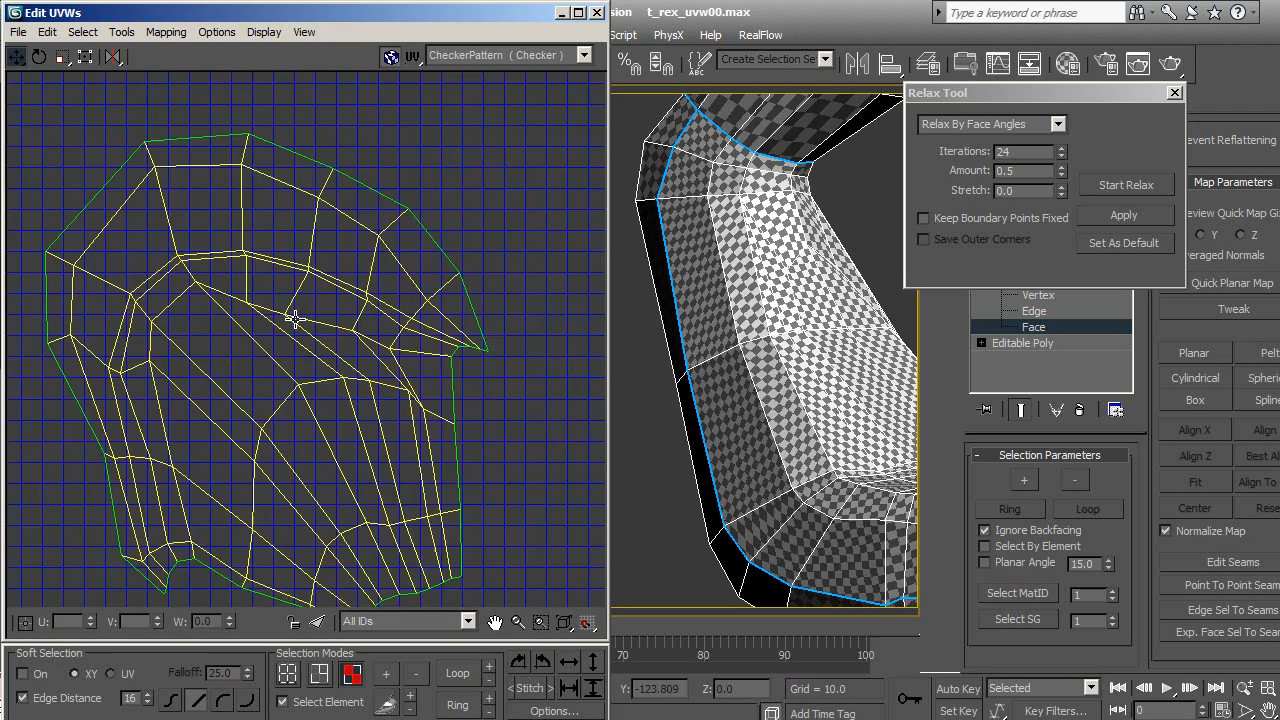 Edit UVWs
File Edit Select Tools Mapping Options Display View
UV
CheckerPattern ( Checker )
sion t_rex_uvw00.max
Type a keyword or phrase
Script PhysX Help RealFlow
ABC
Create Selection Se
Relax Tool
Relax By Face Angles
Iterations: 24
Amount: 0.5
Stretch: 0.0
Start Relax
Keep Boundary Points Fixed
Apply
Save Outer Corners
Set As Default
Vertex
Edge
Face
Editable Poly
event Reflattening
Map Parameters
eview Quick Map Gi
Y Z
veraged Normals
Quick Planar Map
Tweak
Planar Pelt
Cylindrical Spheric
Box Spline
Align X Align
Align Z Best Al
Fit Align To
Center Rese
Normalize Map
Edit Seams
Point To Point Seam
Edge Sel To Seams
Exp. Face Sel To Sear
Selection Parameters
+ -
Ring Loop
Ignore Backfacing
Select By Element
Planar Angle 15.0
Select MatID 1
Select SG 1
U: V: W: 0.0
All IDs
Soft Selection
On XY UV Falloff: 25.0
Edge Distance 16
Selection Modes
+ -
Select Element
+
-
Loop
+
-
Ring
+
-
Stitch
Options...
70 80 90 100
Y: -123.809 Z: 0.0 Grid = 10.0
Add Time Tag
Auto Key Selected
Set Key Key Filters...
0